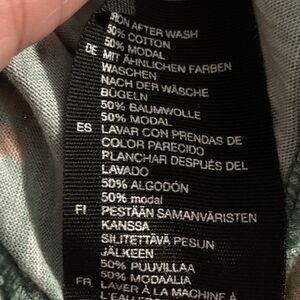 IRON AFTER WASH
50% COTTON
50% MODAL
DE MIT ÄHNLICHEN FARBEN
WASCHEN
NACH DER WÄSCHE
BÜGELN
50% BAUMWOLLE
50% MODAL
ES LAVAR CON PRENDAS DE
COLOR PARECIDO
PLANCHAR DESPUÉS DEL
LAVADO
50% ALGODÓN
50% modal
FI PESTÄÄN SAMANVÄRISTEN
KANSSA
SILITETTÄVÄ PESUN
JÄLKEEN
50% PUUVILLAA
50% MODAALIA
FR LAVER À LA MACHINE À
L'EAU